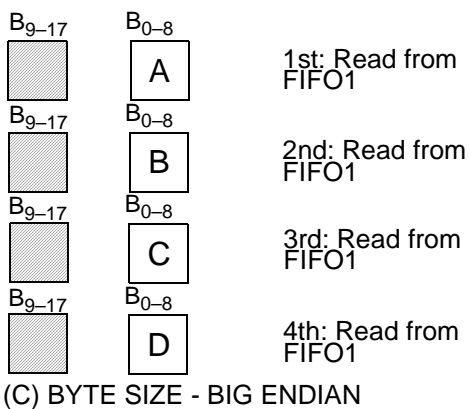 B9–17 B0–8
A 1st: Read from
FIFO1
B9–17 B0–8
B 2nd: Read from
FIFO1
B9–17 B0–8
C 3rd: Read from
FIFO1
B9–17 B0–8
D 4th: Read from
FIFO1
(C) BYTE SIZE - BIG ENDIAN